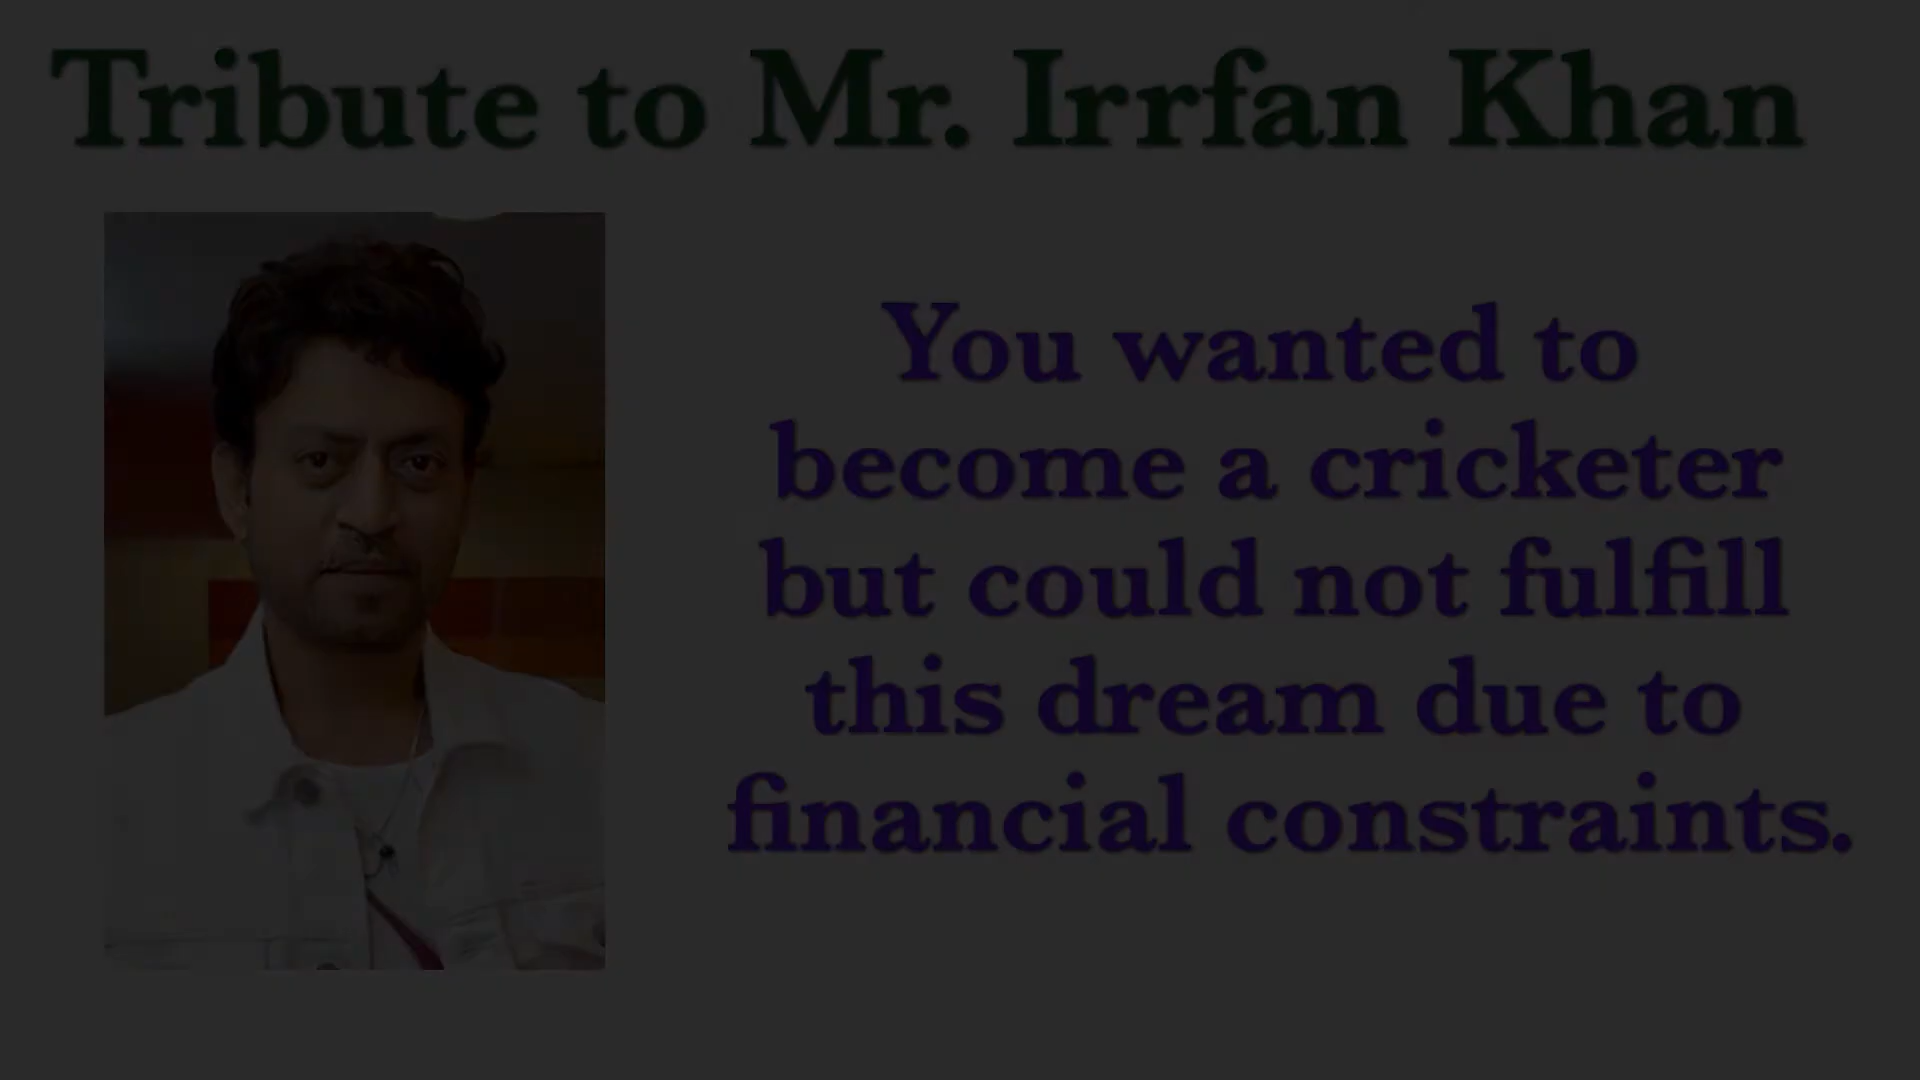 Tribute to Mr. Irrfan Khan
You wanted to
become a cricketer
but could not fulfill
this dream due to
financial constraints.